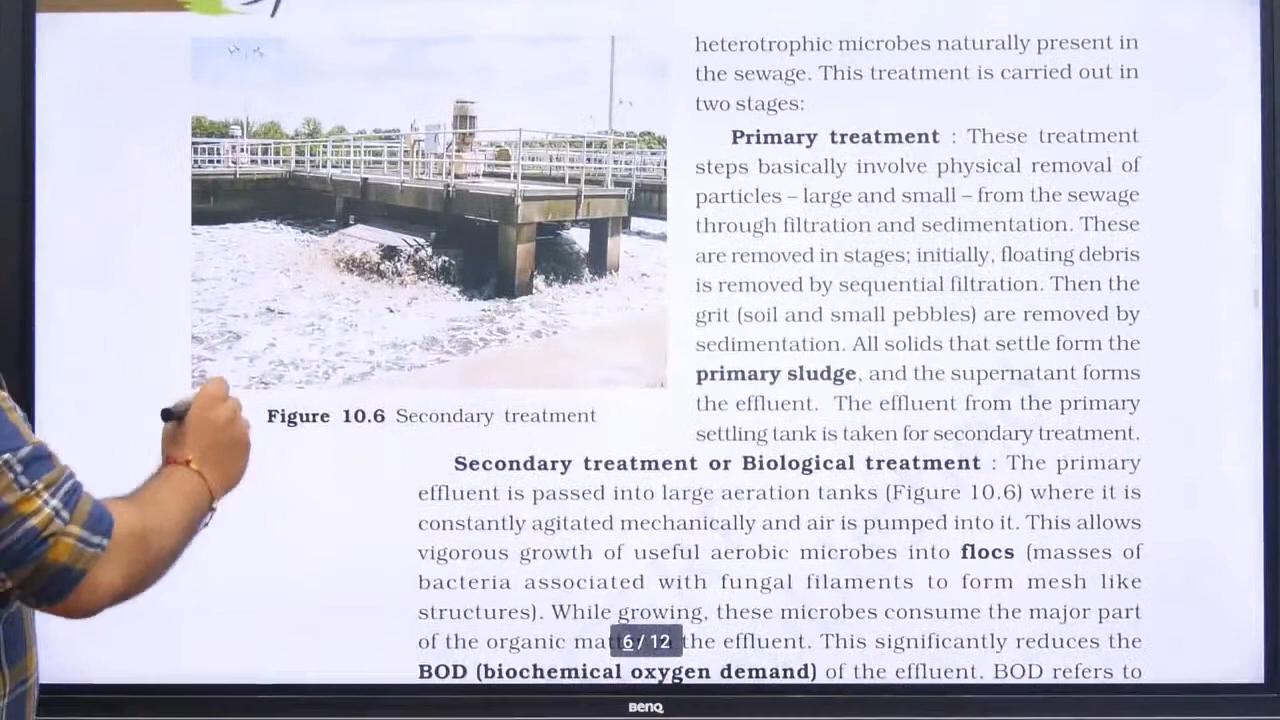 heterotrophic microbes naturally present in
the sewage. This treatment is carried out in
two stages:
Primary treatment : These treatment
steps basically involve physical removal of
particles – large and small – from the sewage
through filtration and sedimentation. These
are removed in stages; initially, floating debris
is removed by sequential filtration. Then the
grit (soil and small pebbles) are removed by
sedimentation. All solids that settle form the
primary sludge, and the supernatant forms
the effluent. The effluent from the primary
settling tank is taken for secondary treatment.
Figure 10.6 Secondary treatment
Secondary treatment or Biological treatment : The primary
effluent is passed into large aeration tanks (Figure 10.6) where it is
constantly agitated mechanically and air is pumped into it. This allows
vigorous growth of useful aerobic microbes into flocs (masses of
bacteria associated with fungal filaments to form mesh like
structures). While growing, these microbes consume the major part
of the organic the effluent. This significantly reduces the
6 / 12
BOD (biochemical oxygen demand) of the effluent. BOD refers to
BenQ